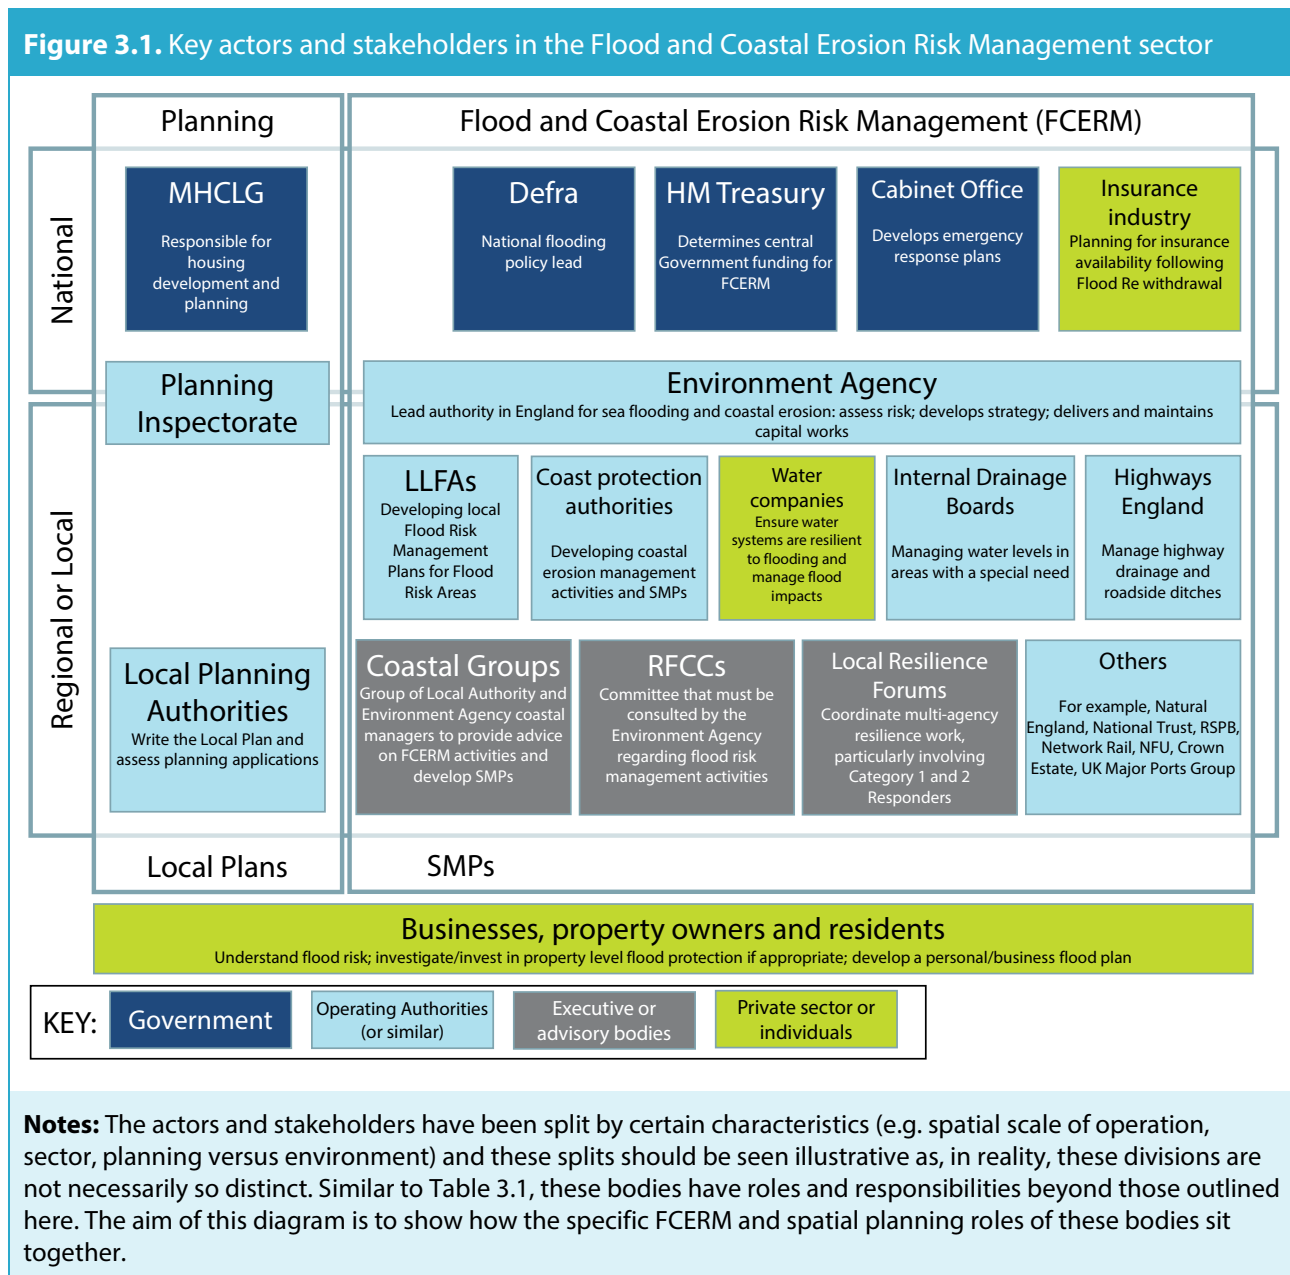 Figure 3.1. Key actors and stakeholders in the Flood and Coastal Erosion Risk Management sector
Planning
Flood and Coastal Erosion Risk Management (FCERM)
National
MHCLG
Responsible for
housing
development and
planning
Defra
National flooding
policy lead
HM Treasury
Determines central
Government funding for
FCERM
Cabinet Office
Develops emergency
response plans
Insurance
industry
Planning for insurance
availability following
Flood Re withdrawal
Planning
Inspectorate
Environment Agency
Lead authority in England for sea flooding and coastal erosion: assess risk; develops strategy; delivers and maintains
capital works
Regional or Local
LLFAs
Developing local
Flood Risk
Management
Plans for Flood
Risk Areas
Coast protection
authorities
Developing coastal
erosion management
activities and SMPs
Water
companies
Ensure water
systems are resilient
to flooding and
manage flood
impacts
Internal Drainage
Boards
Managing water levels in
areas with a special need
Highways
England
Manage highway
drainage and
roadside ditches
Local Planning
Authorities
Write the Local Plan and
assess planning applications
Coastal Groups
Group of Local Authority and
Environment Agency coastal
managers to provide advice
on FCERM activities and
develop SMPs
RFCCs
Committee that must be
consulted by the
Environment Agency
regarding flood risk
management activities
Local Resilience
Forums
Coordinate multi-agency
resilience work,
particularly involving
Category 1 and 2
Responders
Others
For example, Natural
England, National Trust, RSPB,
Network Rail, NFU, Crown
Estate, UK Major Ports Group
Local Plans
SMPs
Businesses, property owners and residents
Understand flood risk; investigate/invest in property level flood protection if appropriate; develop a personal/business flood plan
KEY:
Government
Operating Authorities
(or similar)
Executive or
advisory bodies
Private sector or
individuals
Notes: The actors and stakeholders have been split by certain characteristics (e.g. spatial scale of operation,
sector, planning versus environment) and these splits should be seen illustrative as, in reality, these divisions are
not necessarily so distinct. Similar to Table 3.1, these bodies have roles and responsibilities beyond those outlined
here. The aim of this diagram is to show how the specific FCERM and spatial planning roles of these bodies sit
together.